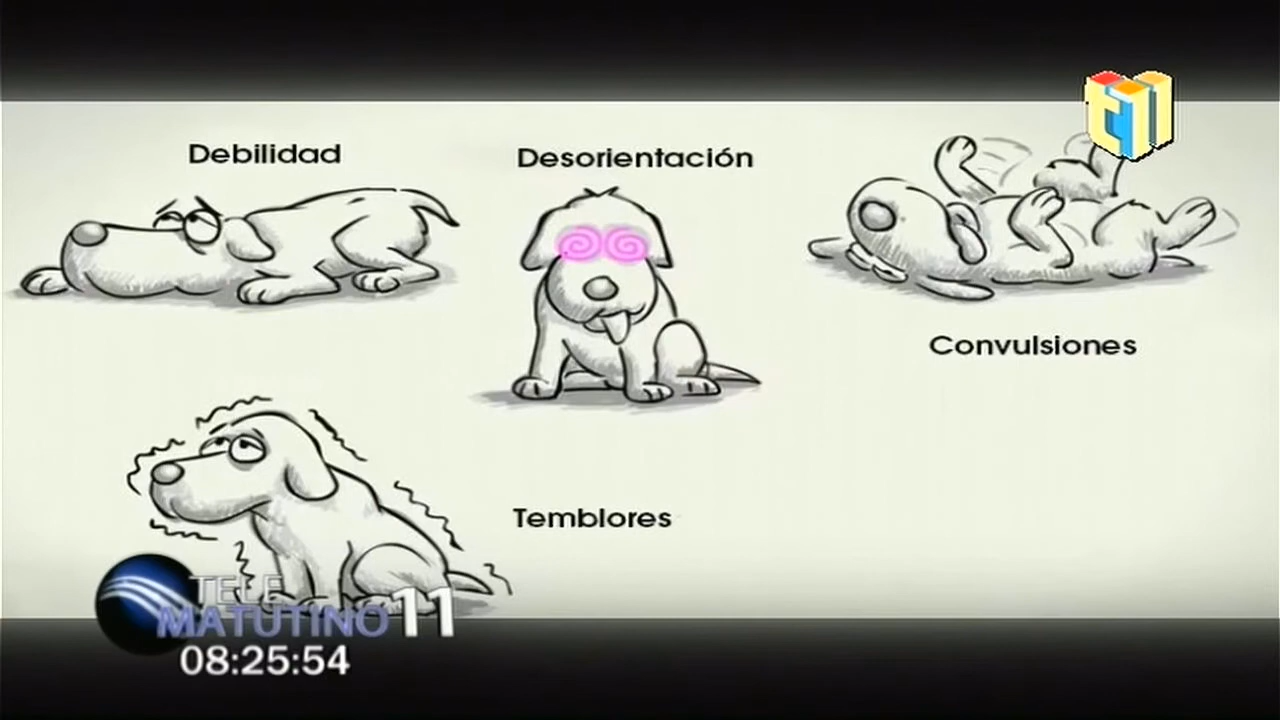 Debilidad
Desorientación
Convulsiones
Temblores
TELE
MATUTINO 11
08:25:54